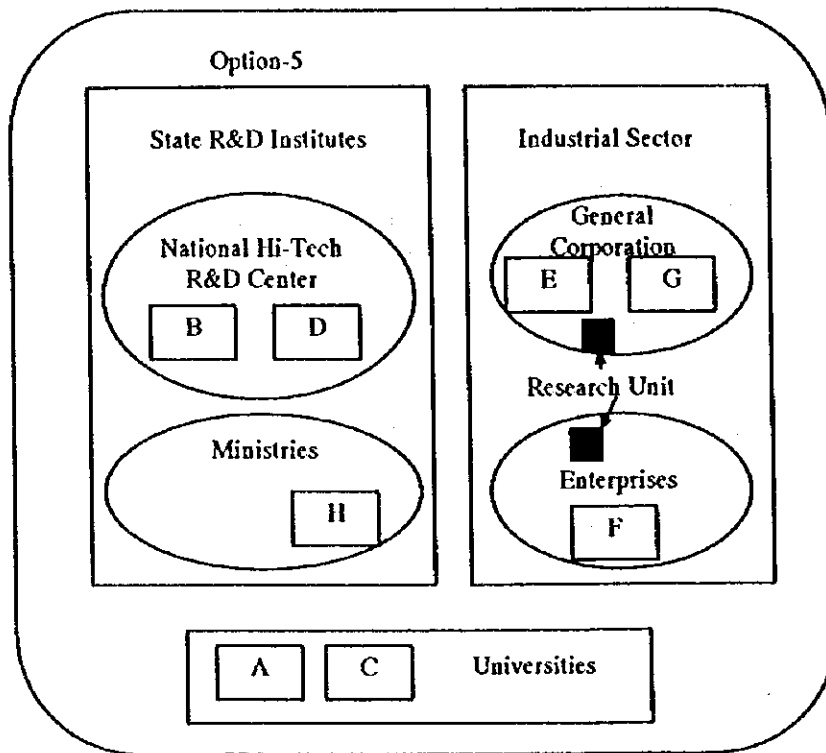 Option-5
State R&D Institutes
National Hi-Tech
R&D Center
B
D
Ministries
H
Industrial Sector
General
Corporation
E
G
Research Unit
Enterprises
F
A
C
Universities